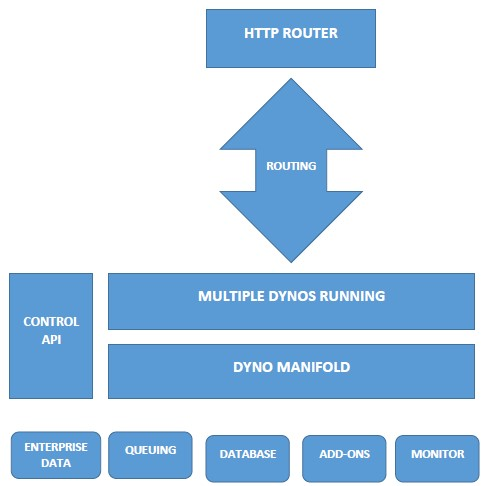 HTTP ROUTER
ROUTING
MULTIPLE DYNOS RUNNING
CONTROL
API
DYNO MANIFOLD
ENTERPRISE
DATA
QUEUING
DATABASE
ADD-ONS
MONITOR